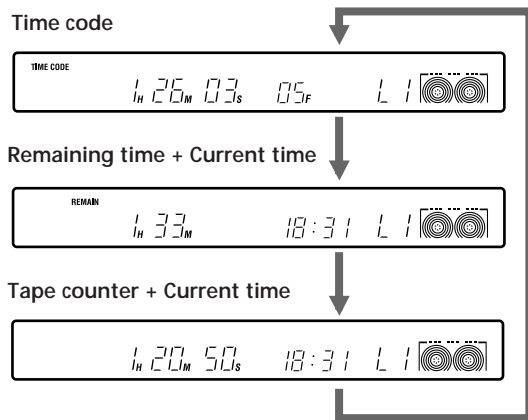 Time code
TIME CODE
1H 26M 03S 05F L 1
Remaining time + Current time
REMAIN
1H 33M 18:31 L 1
Tape counter + Current time
1H 20M 50S 18:31 L 1